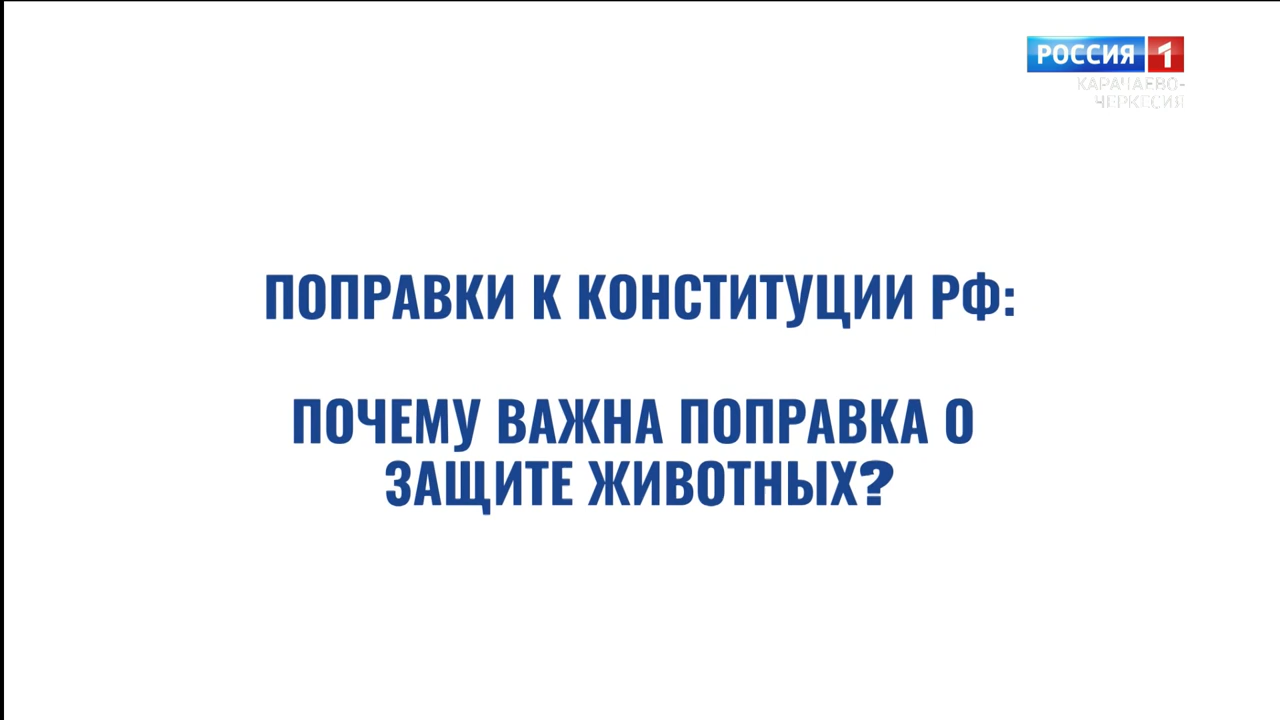 РОССИЯ 1
КАРАЧАЕВО-
ЧЕРКЕСИЯ
ПОПРАВКИ К КОНСТИТУЦИИ РФ:
ПОЧЕМУ ВАЖНА ПОПРАВКА О
ЗАЩИТЕ ЖИВОТНЫХ?